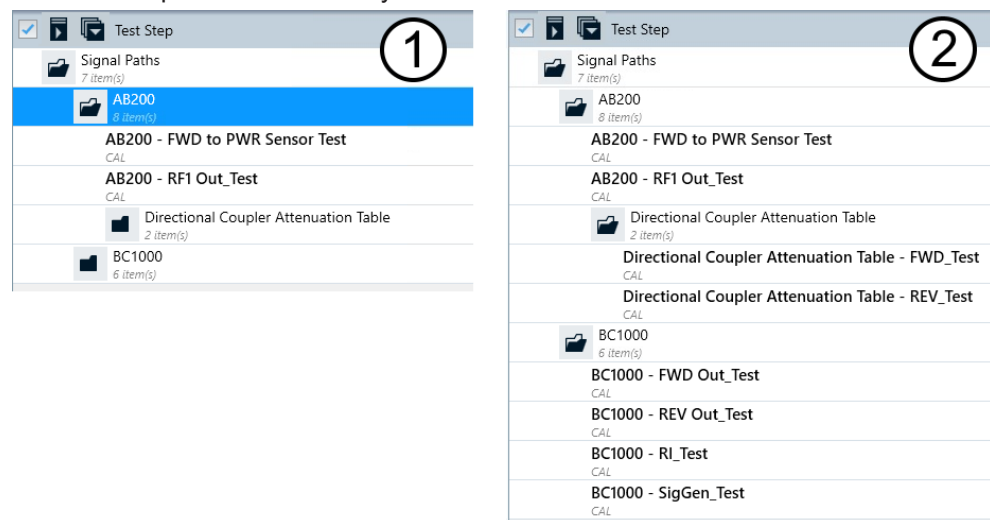 Test Step
1
Signal Paths
7 item(s)
AB200
8 item(s)
AB200 - FWD to PWR Sensor Test
CAL
AB200 - RF1 Out_Test
CAL
Directional Coupler Attenuation Table
2 item(s)
BC1000
6 item(s)
Test Step
2
Signal Paths
7 item(s)
AB200
8 item(s)
AB200 - FWD to PWR Sensor Test
CAL
AB200 - RF1 Out_Test
CAL
Directional Coupler Attenuation Table
2 item(s)
Directional Coupler Attenuation Table - FWD_Test
CAL
Directional Coupler Attenuation Table - REV_Test
CAL
BC1000
6 item(s)
BC1000 - FWD Out_Test
CAL
BC1000 - REV Out_Test
CAL
BC1000 - RI_Test
CAL
BC1000 - SigGen_Test
CAL